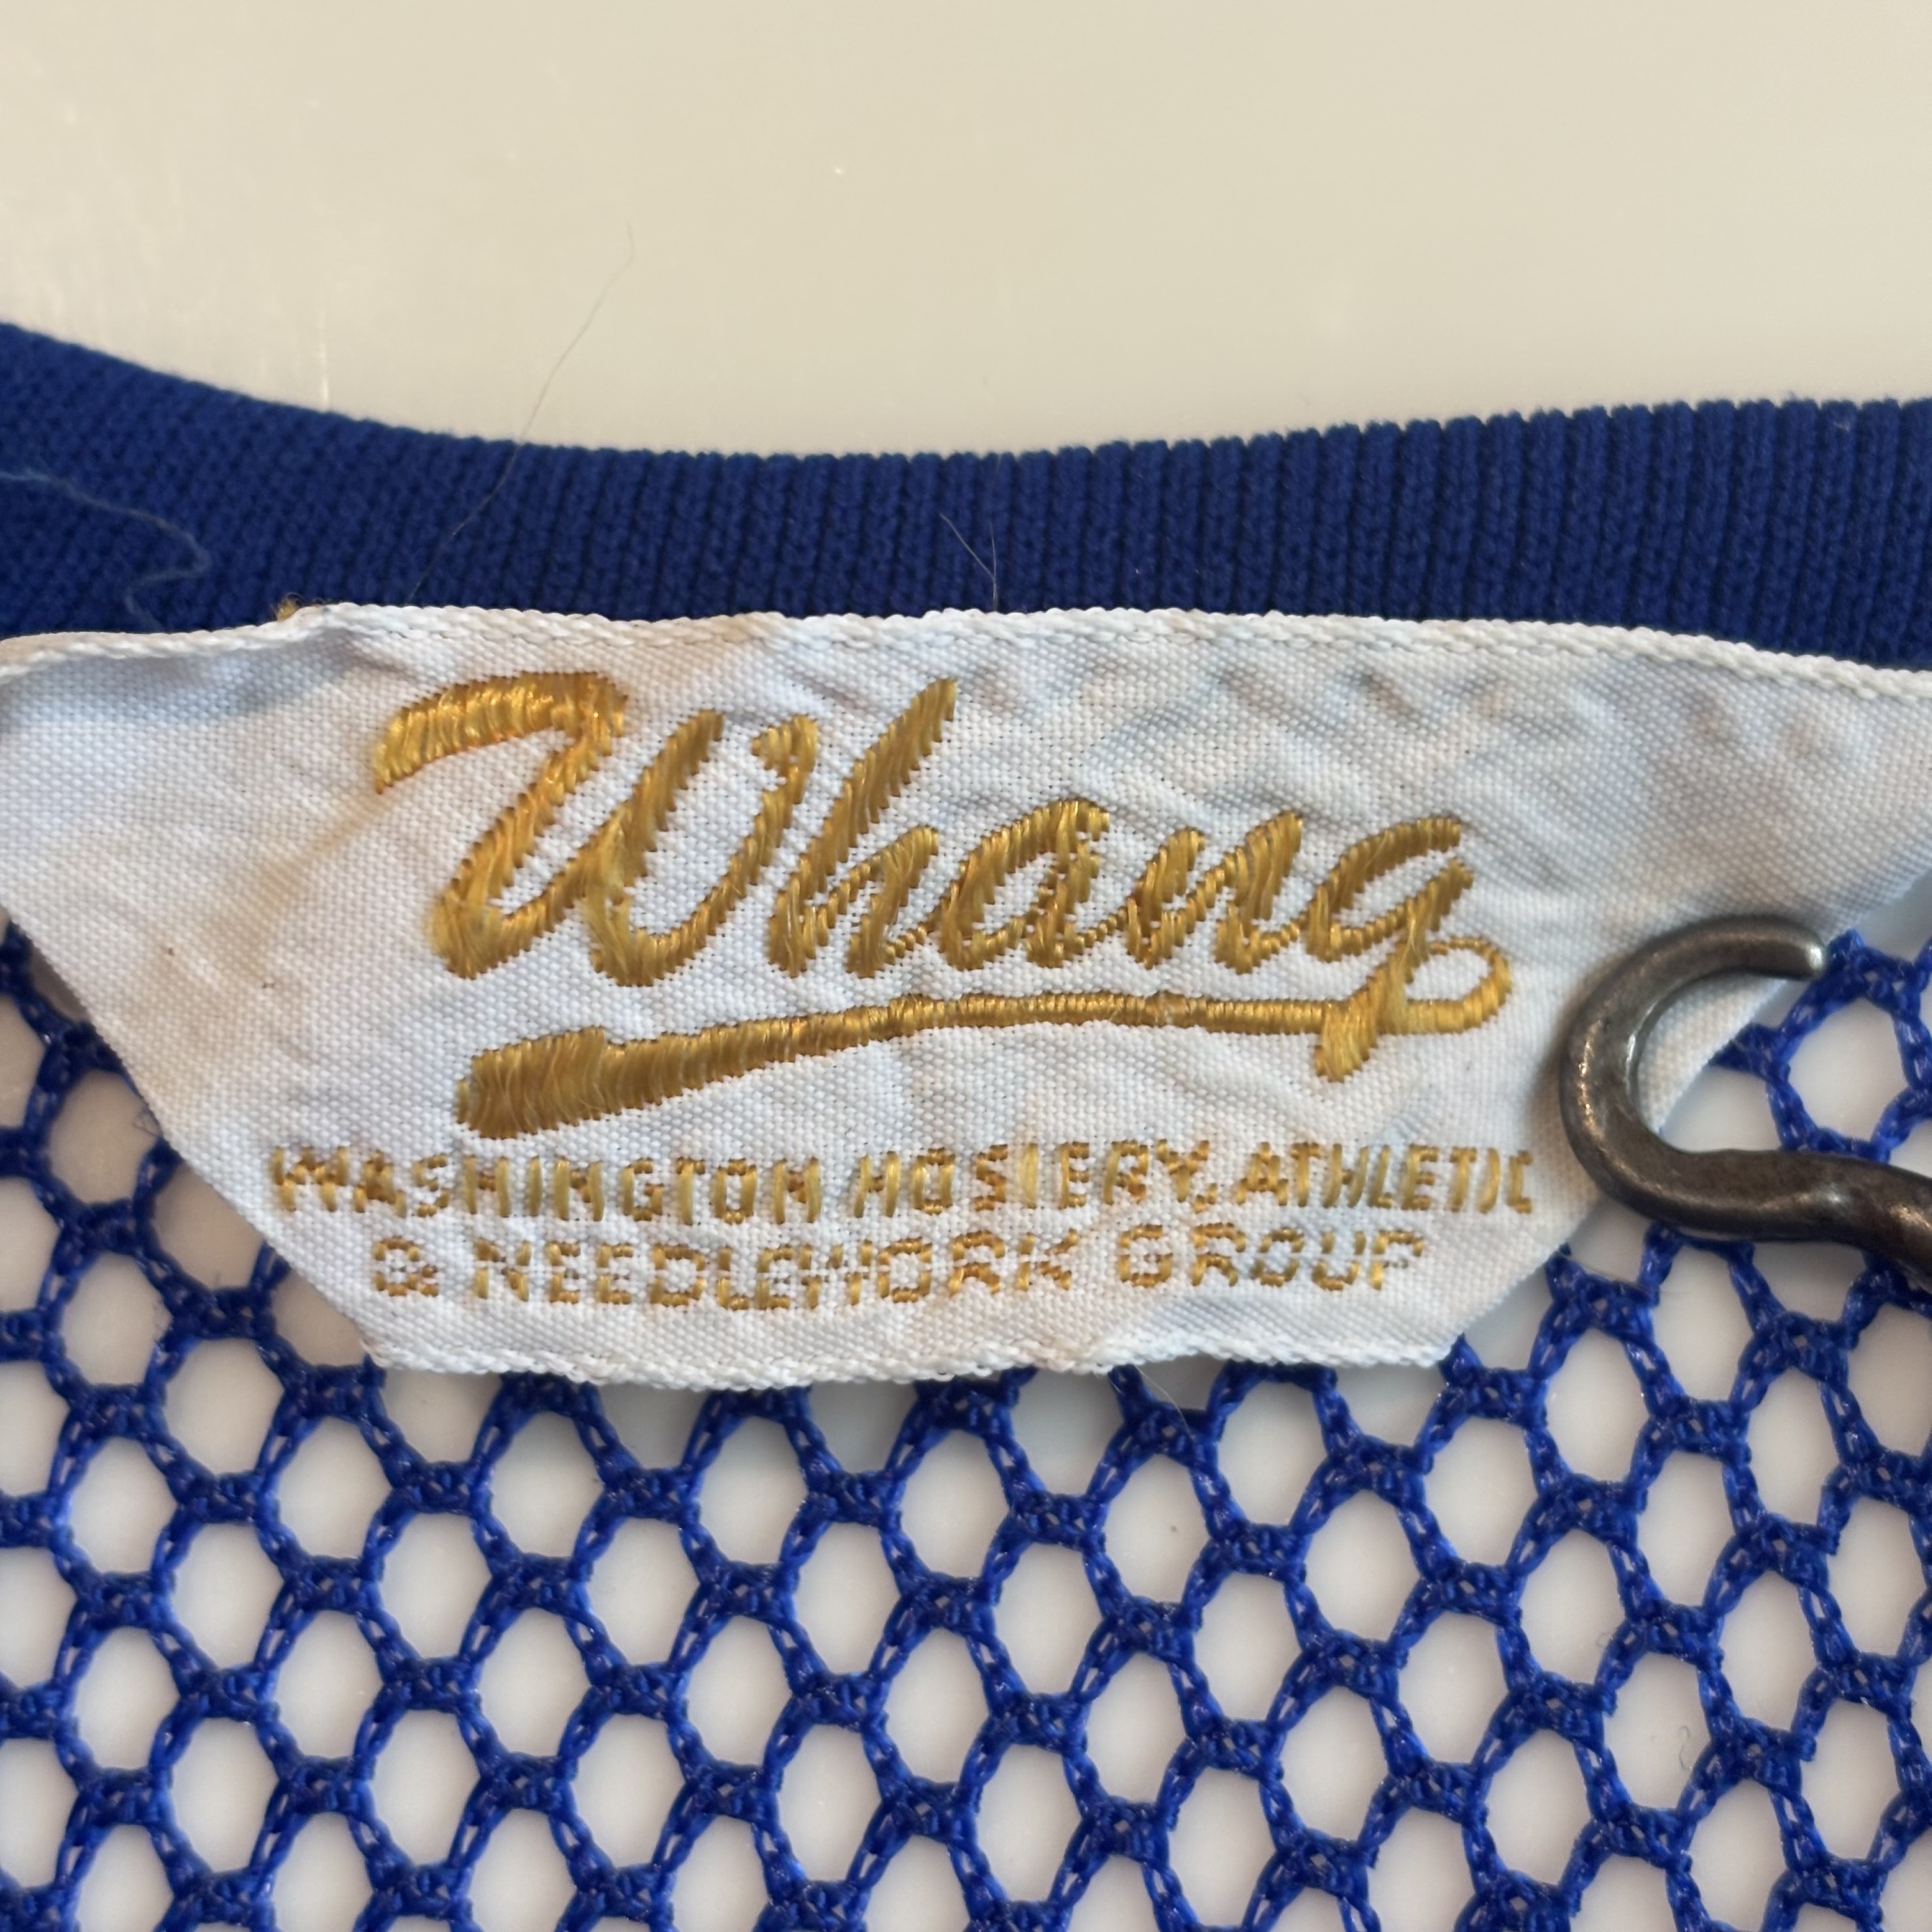 Whang
WASHINGTON HOSIERY, ATHLETIC
& NEEDLEWORK GROUP